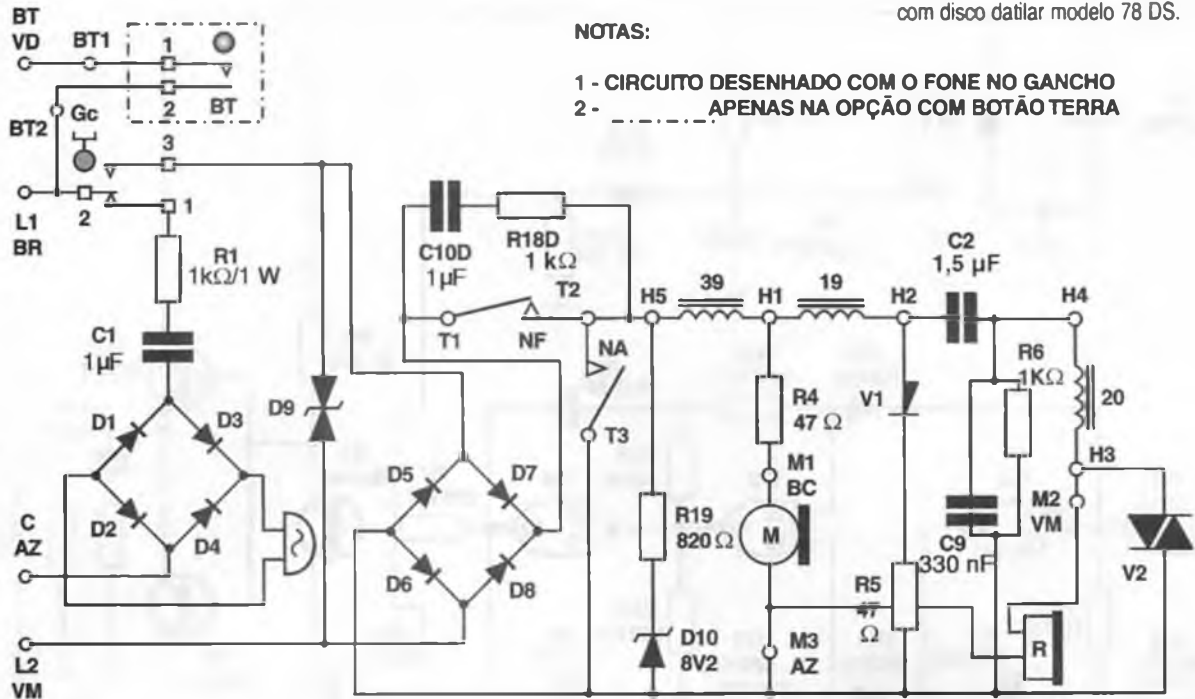 com disco datilar modelo 78 DS.
NOTAS:
1 - CIRCUITO DESENHADO COM O FONE NO GANCHO
2 - APENAS NA OPÇÃO COM BOTÃO TERRA
BT
VD
BT1
1
2
BT
BT2
Gc
3
2
1
L1
BR
R1
1kΩ/1 W
C1
1µF
D1
D3
D2
D4
C
AZ
L2
VM
D9
C10D
1µF
R18D
1 kΩ
T1
NF
T2
NA
T3
D5
D7
D6
D8
H5
39
H1
19
H2
C2
1,5 µF
H4
R19
820 Ω
D10
8V2
R4
47 Ω
M1
BC
M
M3
AZ
V1
R5
47
Ω
R6
1KΩ
C9
330 nF
20
H3
M2
VM
V2
R